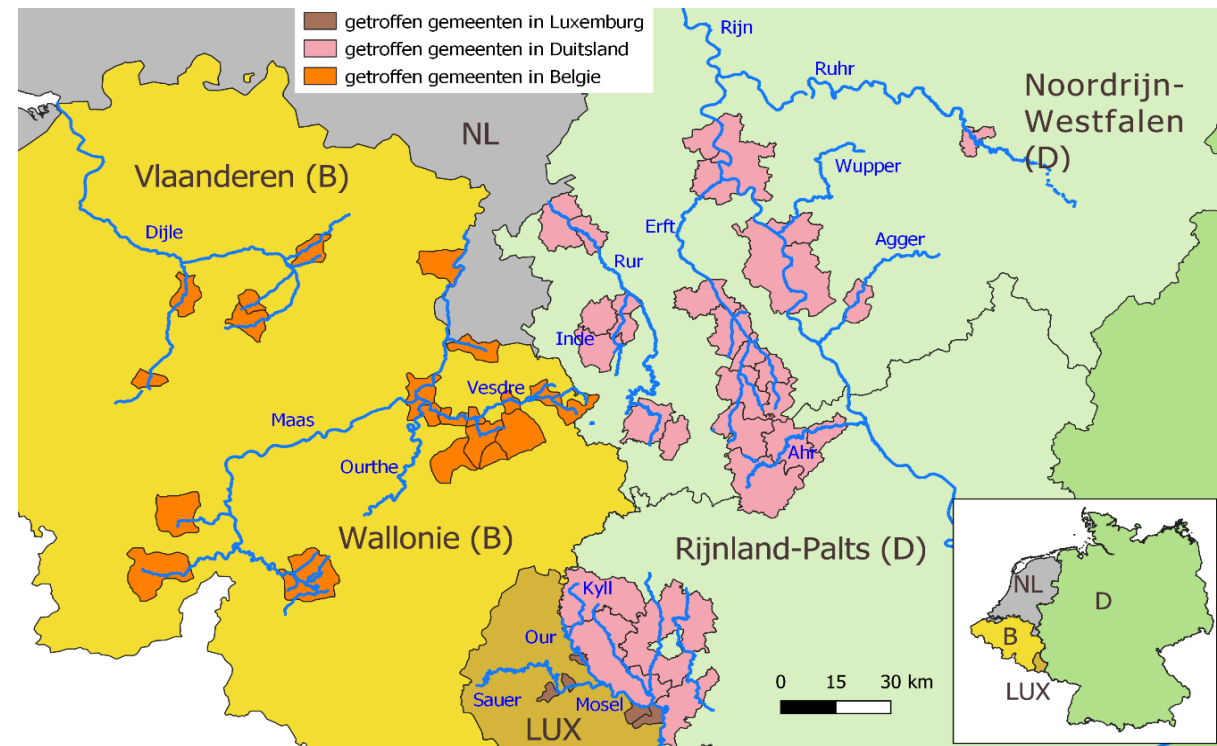 getroffen gemeenten in Luxemburg
getroffen gemeenten in Duitsland
getroffen gemeenten in Belgie
Rijn
Ruhr
Noordrijn-
Westfalen
(D)
NL
Vlaanderen (B)
Wupper
Dijle
Erft
Agger
Rur
Inde
Vesdre
Maas
Ahr
Ourthe
Wallonie (B)
Rijnland-Palts (D)
Kyll
Our
Sauer
Mosel
LUX
0 15 30 km
NL
D
B
LUX